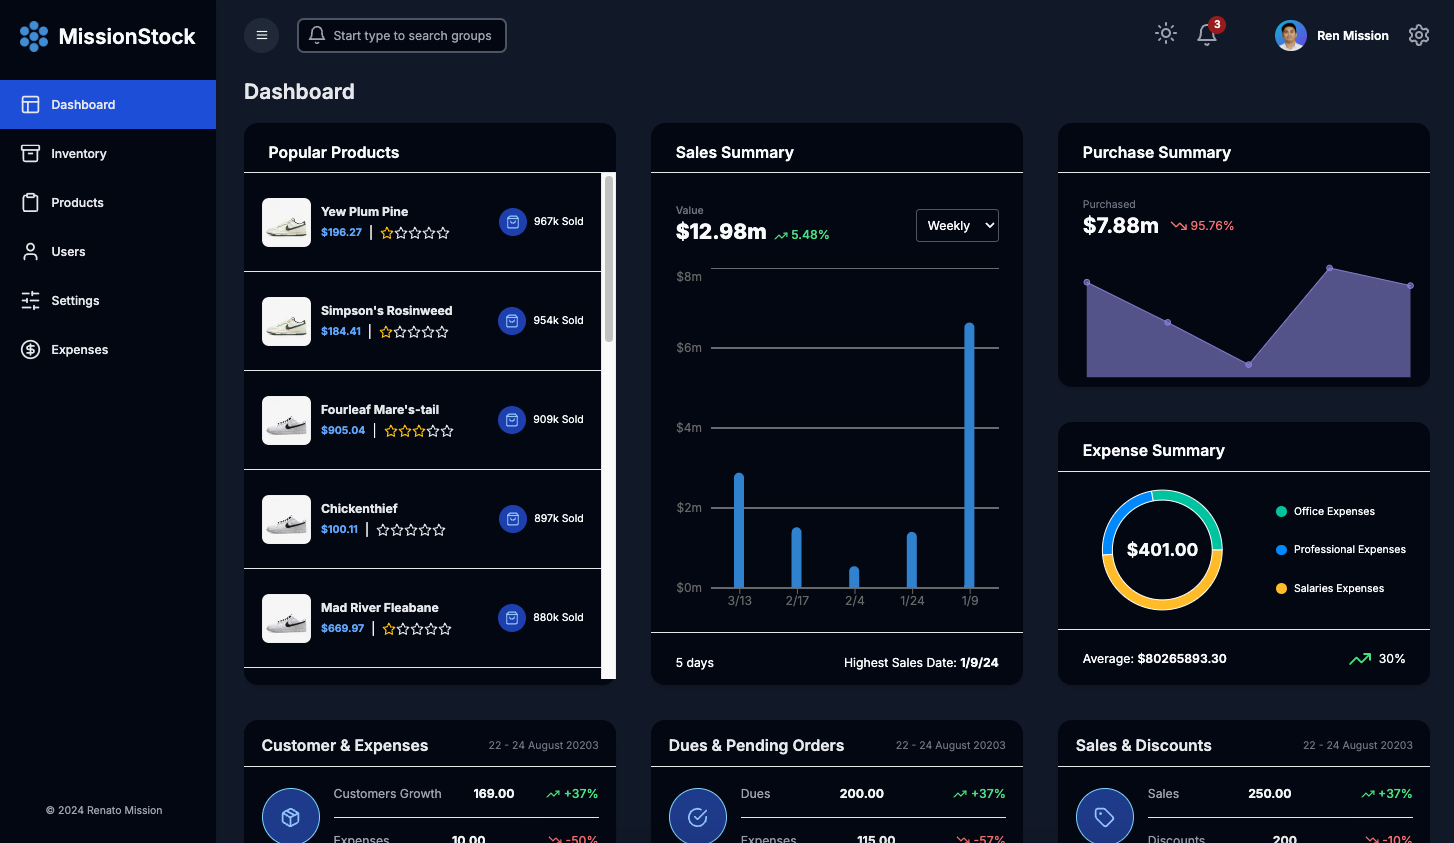 MissionStock
Start type to search groups
3
Ren Mission
Dashboard
Inventory
Products
Users
Settings
Expenses
© 2024 Renato Mission
Dashboard
Popular Products
Yew Plum Pine
$196.27 |
967k Sold
Simpson's Rosinweed
$184.41 |
954k Sold
Fourleaf Mare's-tail
$905.04 |
909k Sold
Chickenthief
$100.11 |
897k Sold
Mad River Fleabane
$669.97 |
880k Sold
Sales Summary
Value
$12.98m 5.48%
Weekly
$8m
$6m
$4m
$2m
$0m
3/13 2/17 2/4 1/24 1/9
5 days
Highest Sales Date: 1/9/24
Purchase Summary
Purchased
$7.88m 95.76%
Expense Summary
$401.00
Office Expenses
Professional Expenses
Salaries Expenses
Average: $80265893.30
30%
Customer & Expenses
22 - 24 August 20203
Customers Growth 169.00 +37%
Expenses 10.00 -50%
Dues & Pending Orders
22 - 24 August 20203
Dues 200.00 +37%
Expenses 115.00 -57%
Sales & Discounts
22 - 24 August 20203
Sales 250.00 +37%
Discounts 200 -10%